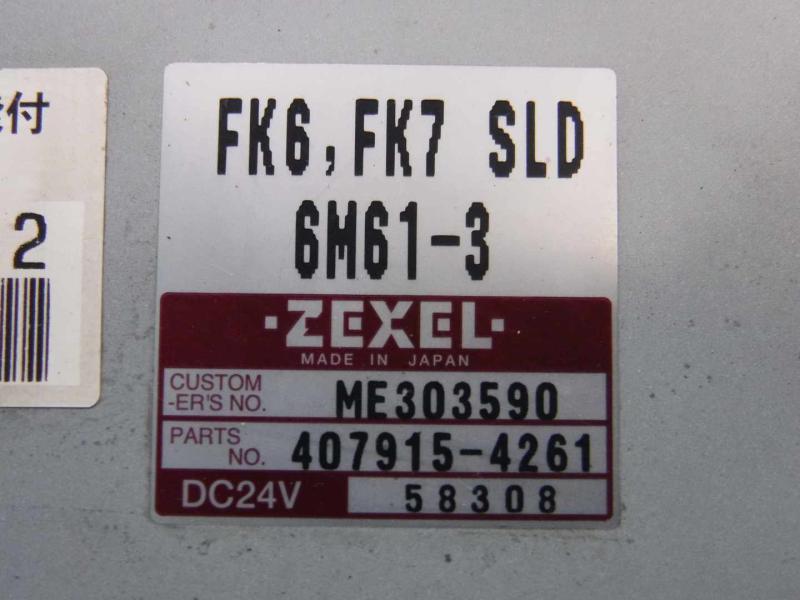 付
2
FK6, FK7 SLD
6M61-3
·ZEXEL·
MADE IN JAPAN
CUSTOM
-ER'S NO. ME303590
PARTS
NO. 407915-4261
DC24V 58308